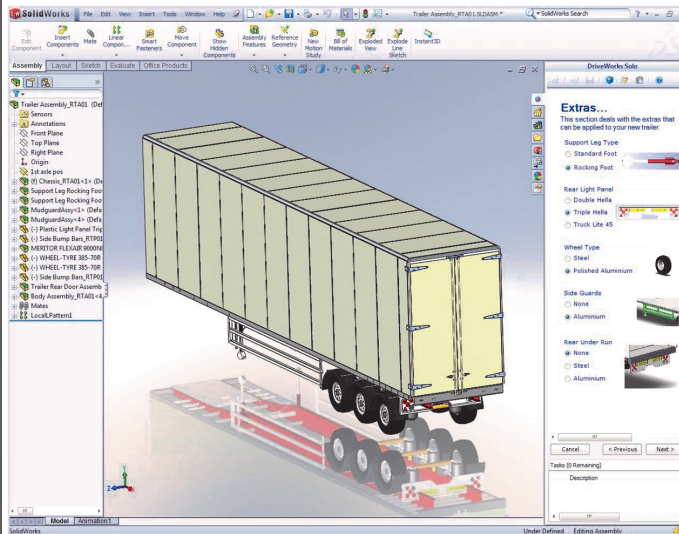 SolidWorks File Edit View Insert Tools Window Help Trailer Assembly_RTA01.SLDASM * SolidWorks Search
Edit Component
Insert Components
Mate
Linear Compon...
Smart Fasteners
Move Component
Show Hidden Components
Assembly Features
Reference Geometry
New Motion Study
Bill of Materials
Exploded View
Explode Line Sketch
Instant3D
Assembly Layout Sketch Evaluate Office Products
Trailer Assembly_RTA01 (Def
Sensors
Annotations
Front Plane
Top Plane
Right Plane
Origin
1st axle pos
(f) Chassis_RTA01<1> (De
Support Leg Rocking Foo
Support Leg Rocking Foo
MudguardAssy<1> (Defa
MudguardAssy<4> (Defa
(-) Plastic Light Panel Trip
(-) Side Bump Bars_RTP01
MERITOR FLEXAIR 9000NE
(-) WHEEL-TYRE 385-70R
(-) WHEEL-TYRE 385-70R
(-) Side Bump Bars_RTP01
Trailer Rear Door Assemb
Body Assembly_RTA01<4
Mates
LocalLPattern1
Model Animation1
SolidWorks
Under Defined Editing Assembly
DriveWorks Solo
Extras...
This section deals with the extras that
can be applied to your new trailer.
Support Leg Type
Standard Foot
Rocking Foot
Rear Light Panel
Double Hella
Triple Hella
Truck Lite 45
Wheel Type
Steel
Polished Aluminium
Side Guards
None
Aluminium
Rear Under Run
None
Steel
Aluminium
Cancel < Previous Next >
Tasks (0 Remaining)
Description